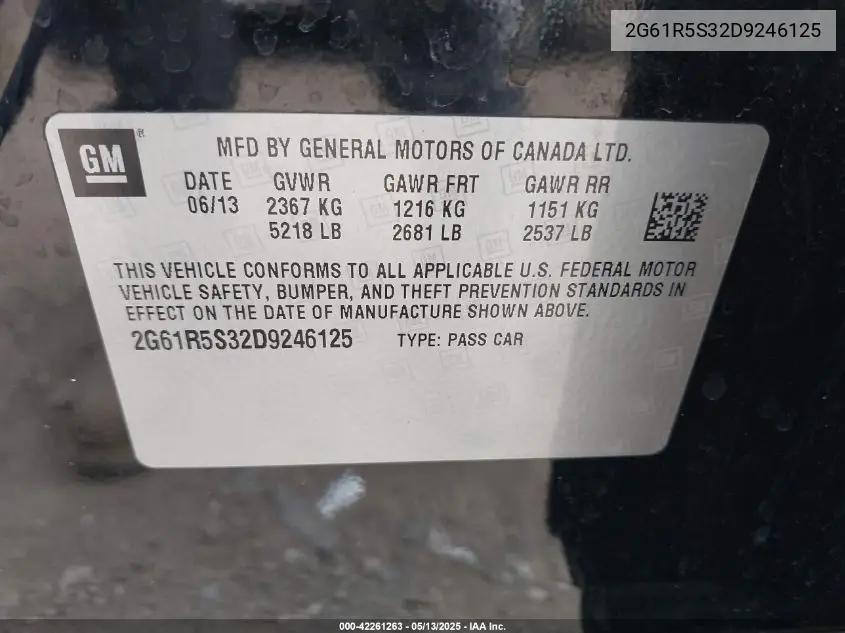 2G61R5S32D9246125
GM®
MFD BY GENERAL MOTORS OF CANADA LTD.
DATE GVWR GAWR FRT GAWR RR
06/13 2367 KG 1216 KG 1151 KG
5218 LB 2681 LB 2537 LB
THIS VEHICLE CONFORMS TO ALL APPLICABLE U.S. FEDERAL MOTOR
VEHICLE SAFETY, BUMPER, AND THEFT PREVENTION STANDARDS IN
EFFECT ON THE DATE OF MANUFACTURE SHOWN ABOVE.
2G61R5S32D9246125 TYPE: PASS CAR
000-42261263 - 05/13/2025 - IAA Inc.